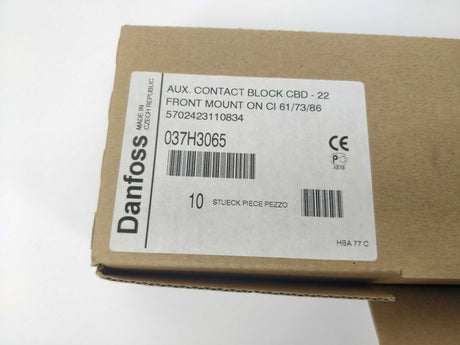 AUX. CONTACT BLOCK CBD - 22
FRONT MOUNT ON CI 61/73/86
5702423110834
037H3065
10 STUECK PIECE PEZZO
Danfoss
MADE IN
CZECH REPUBLIC
CE
HBA 77 C